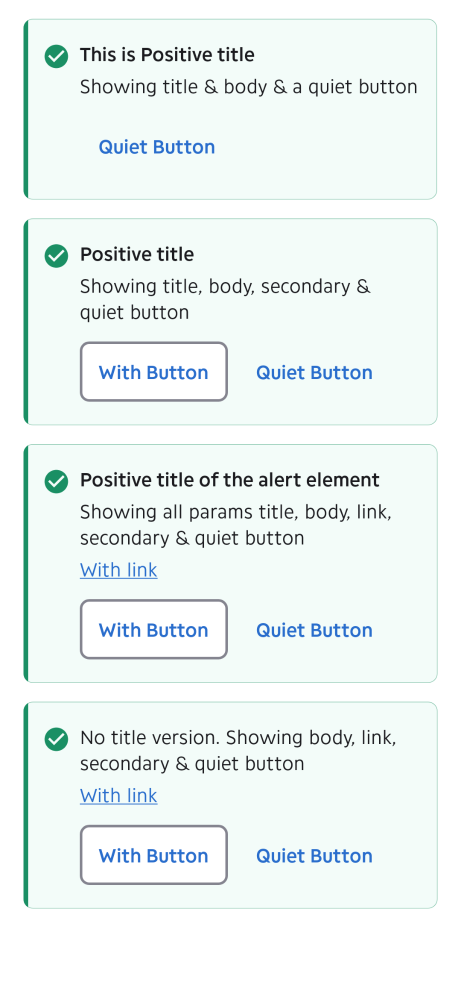 This is Positive title
Showing title & body & a quiet button
Quiet Button
Positive title
Showing title, body, secondary &
quiet button
With Button
Quiet Button
Positive title of the alert element
Showing all params title, body, link,
secondary & quiet button
With link
With Button
Quiet Button
No title version. Showing body, link,
secondary & quiet button
With link
With Button
Quiet Button